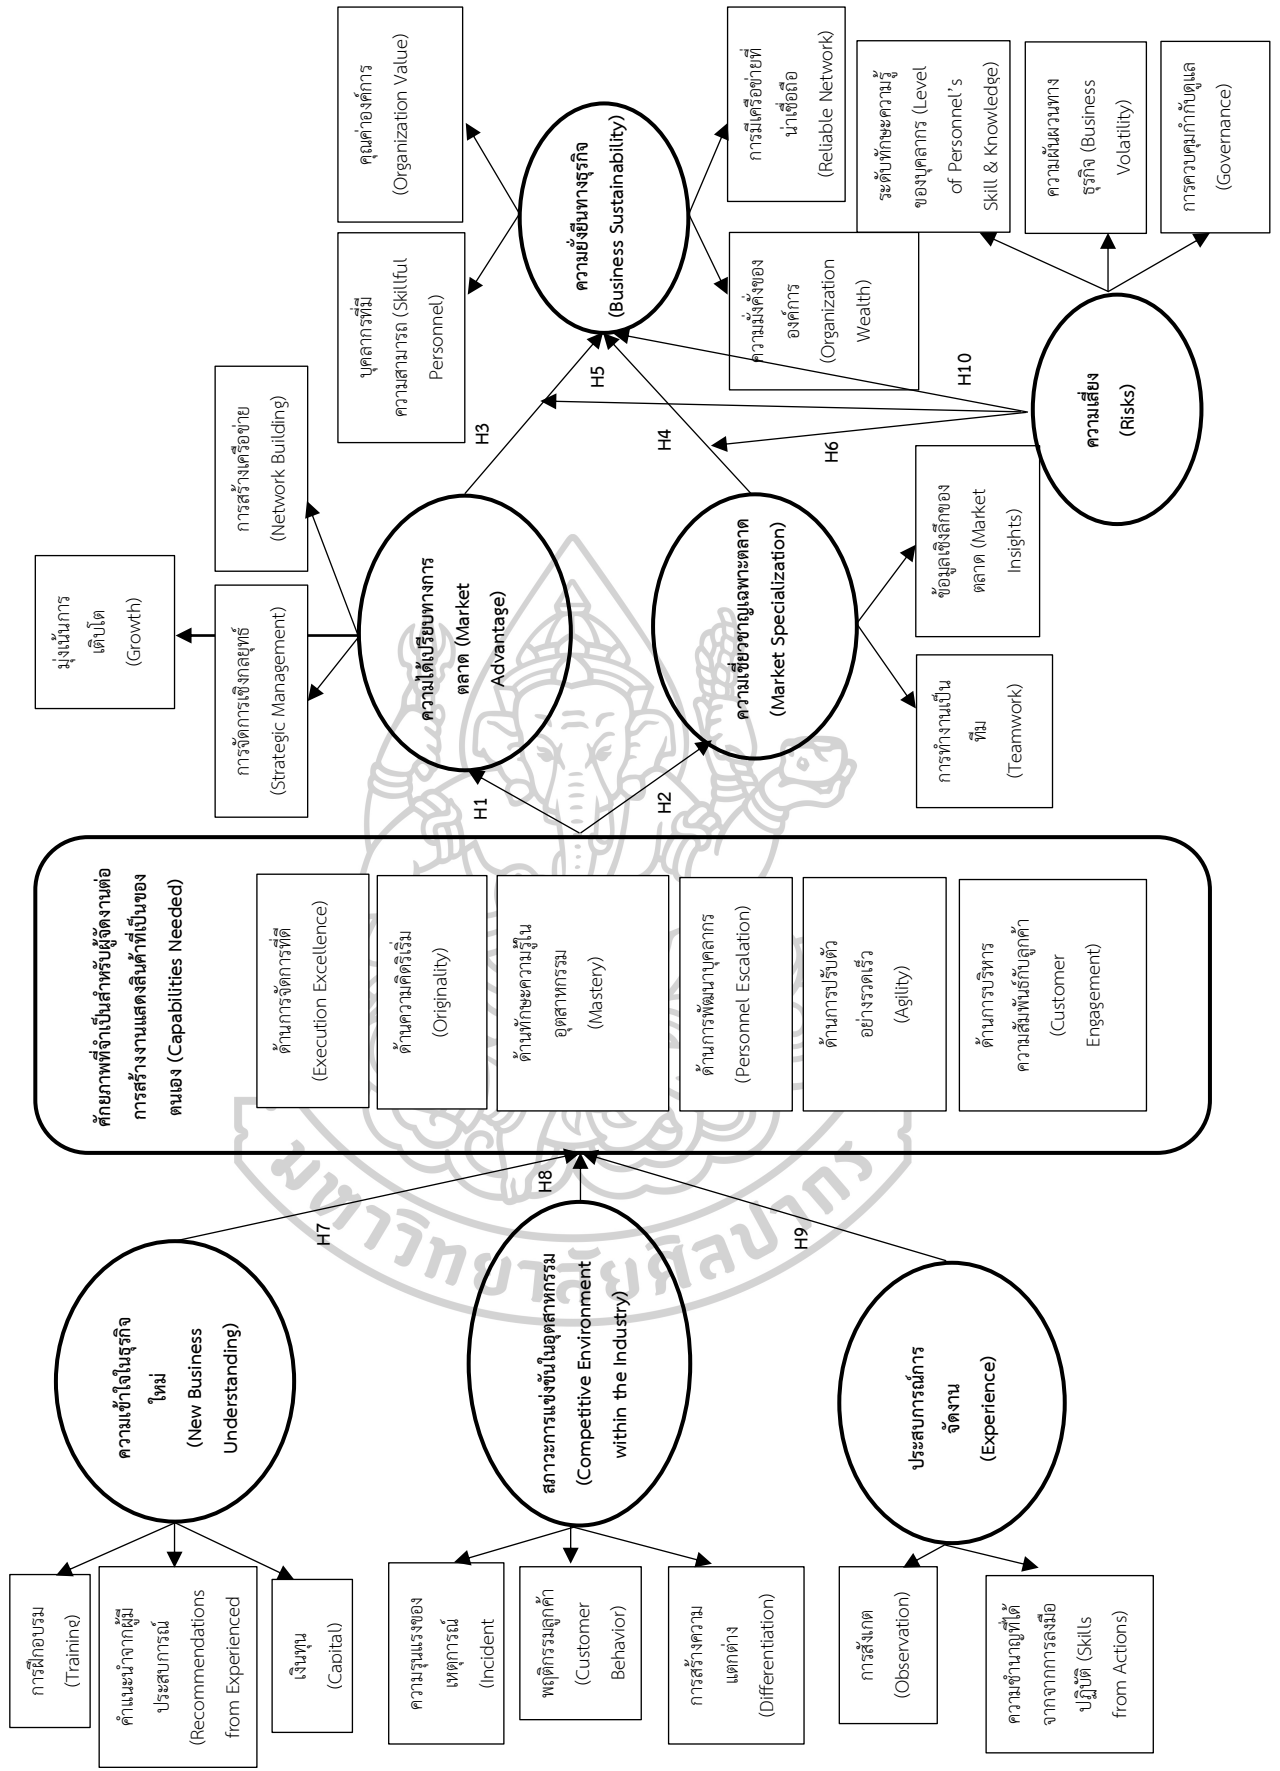 การฝึกอบรม
(Training)
คำแนะนำจากผู้มี
ประสบการณ์
(Recommendations
from Experienced
เงินทุน
(Capital)
ความรุนแรงของ
เหตุการณ์
(Incident
พฤติกรรมลูกค้า
(Customer
Behavior)
การสร้างความ
แตกต่าง
(Differentiation)
การสังเกต
(Observation)
ความชำนาญที่ได้
จากจากการลงมือ
ปฏิบัติ (Skills
from Actions)
ความเข้าใจในธุรกิจ
ใหม่
(New Business
Understanding)
สภาวะการแข่งขันในอุตสาหกรรม
(Competitive Environment
within the Industry)
ประสบการณ์การ
จัดงาน
(Experience)
H7
H8
H9
ศักยภาพที่จำเป็นสำหรับผู้จัดงานต่อ
การสร้างงานแสดงสินค้าที่เป็นของ
ตนเอง (Capabilities Needed)
ด้านการจัดการที่ดี
(Execution Excellence)
ด้านความคิดริเริ่ม
(Originality)
ด้านทักษะความรู้ใน
อุตสาหกรรม
(Mastery)
ด้านการพัฒนาบุคลากร
(Personnel Escalation)
ด้านการปรับตัว
อย่างรวดเร็ว
(Agility)
ด้านการบริหาร
ความสัมพันธ์กับลูกค้า
(Customer
Engagement)
H1
H2
มุ่งเน้นการ
เติบโต
(Growth)
การจัดการเชิงกลยุทธ์
(Strategic Management)
การสร้างเครือข่าย
(Network Building)
ความได้เปรียบทางการ
ตลาด (Market
Advantage)
ความเชี่ยวชาญเฉพาะตลาด
(Market Specialization)
การทำงานเป็น
ทีม
(Teamwork)
ข้อมูลเชิงลึกของ
ตลาด (Market
Insights)
H3
H4
H5
H6
H10
บุคลากรที่มี
ความสามารถ (Skillful
Personnel)
คุณค่าองค์การ
(Organization Value)
ความยั่งยืนทางธุรกิจ
(Business Sustainability)
ความมั่งคั่งของ
องค์การ
(Organization
Wealth)
การมีเครือข่ายที่
น่าเชื่อถือ
(Reliable Network)
ความเสี่ยง
(Risks)
ระดับทักษะความรู้
ของบุคลากร (Level
of Personnel's
Skill & Knowledge)
ความผันผวนทาง
ธุรกิจ (Business
Volatility)
การควบคุมกำกับดูแล
(Governance)
มหาวิทยาลัยศิลปากร